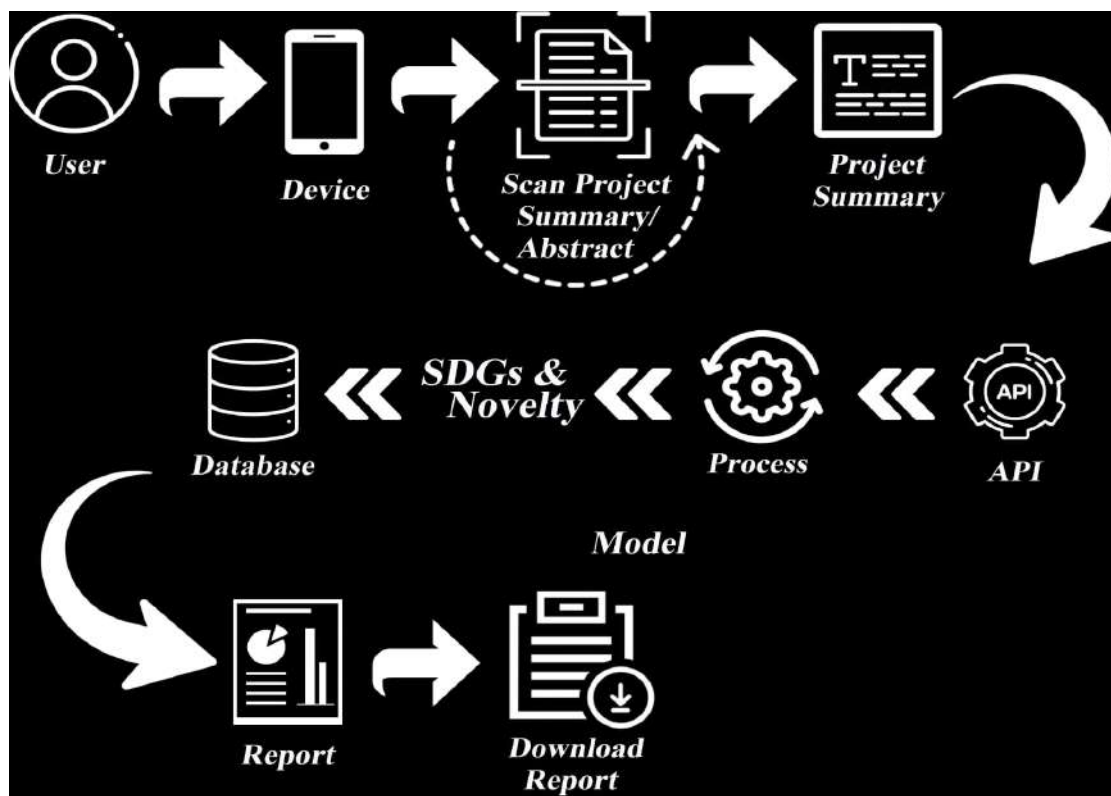 User
Device
Scan Project
Summary/
Abstract
T
Project
Summary
SDGs &
Novelty
API
Database
Process
API
Model
Report
Download
Report